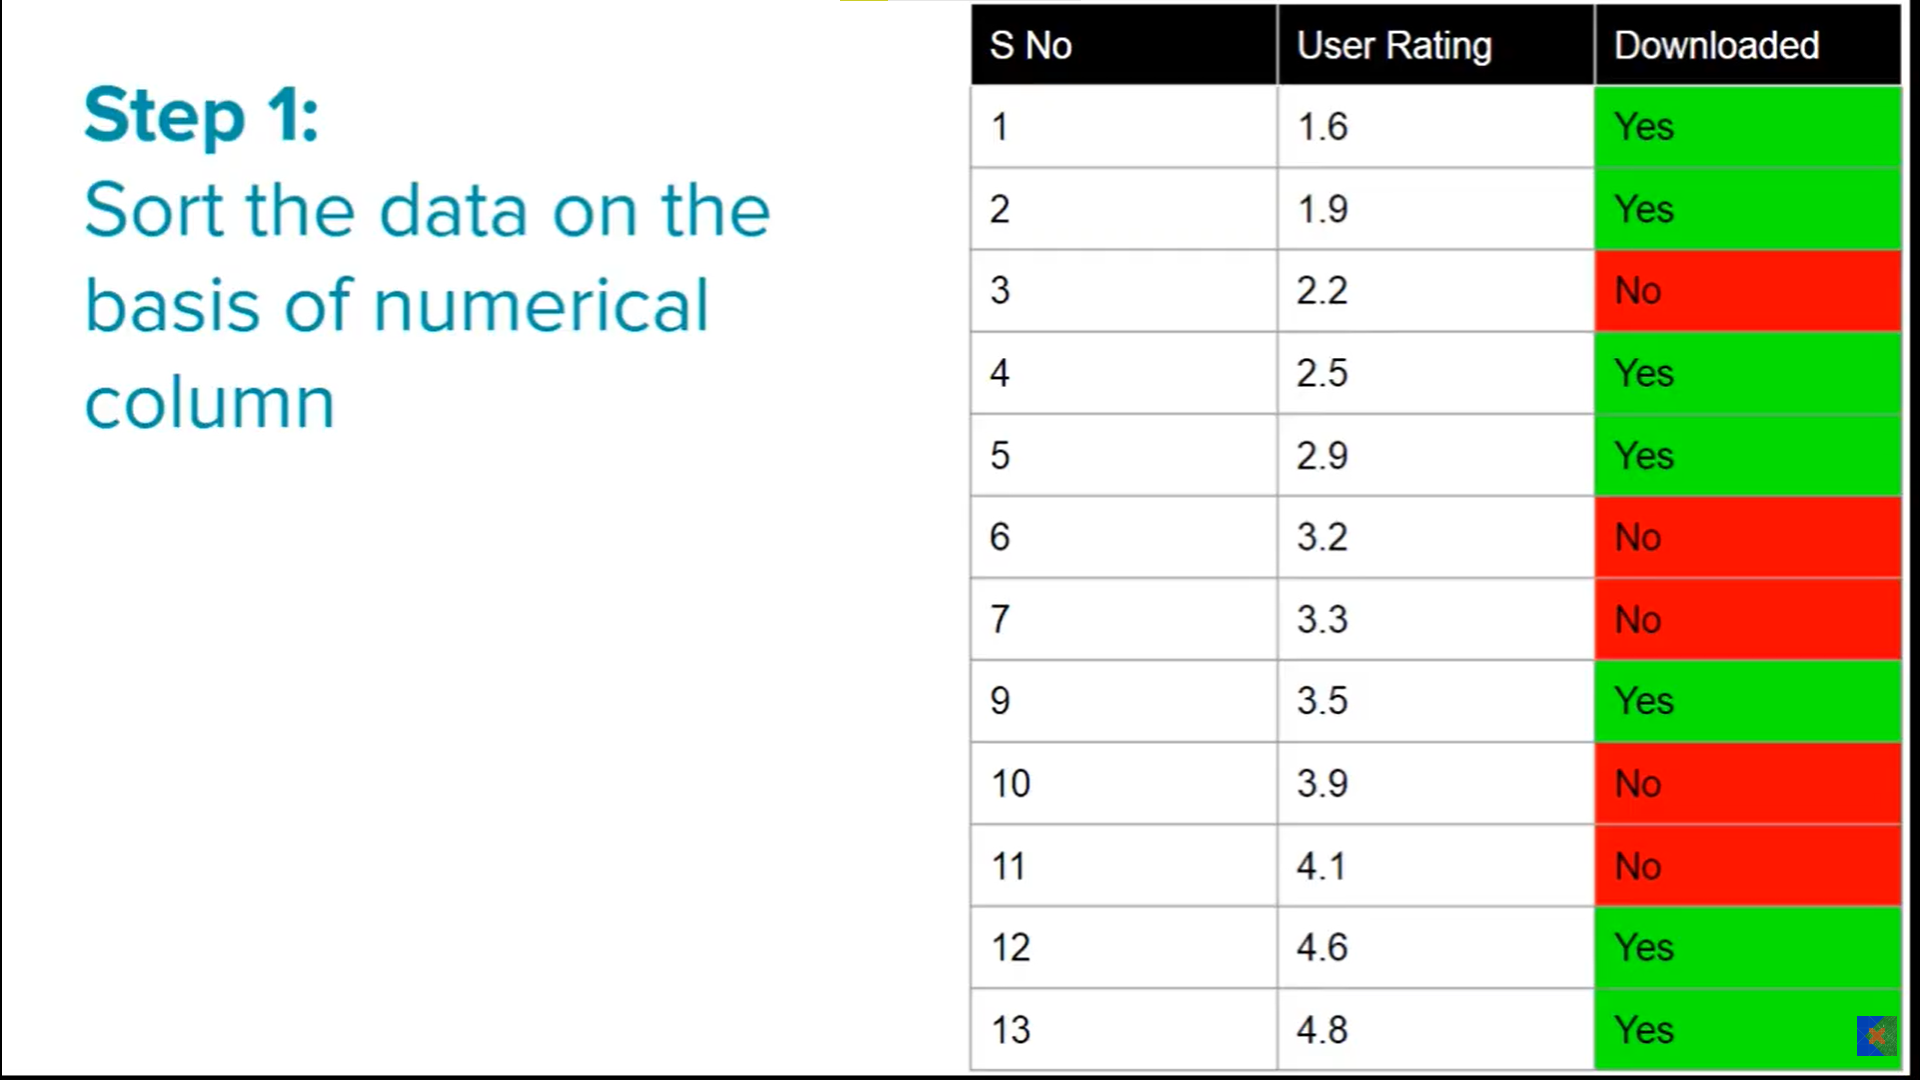 Step 1:
Sort the data on the
basis of numerical
column
S No User Rating Downloaded
1 1.6 Yes
2 1.9 Yes
3 2.2 No
4 2.5 Yes
5 2.9 Yes
6 3.2 No
7 3.3 No
9 3.5 Yes
10 3.9 No
11 4.1 No
12 4.6 Yes
13 4.8 Yes